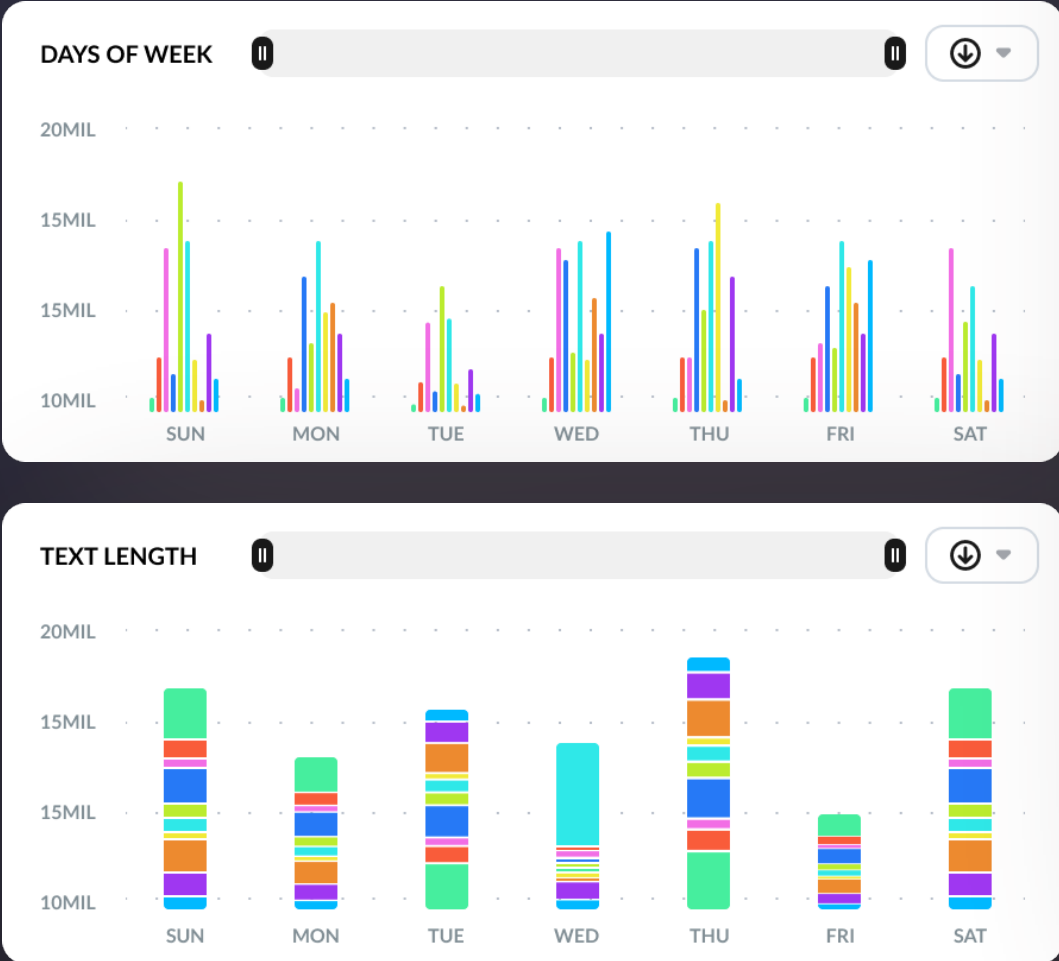 DAYS OF WEEK
20MIL
15MIL
15MIL
10MIL
SUN MON TUE WED THU FRI SAT
TEXT LENGTH
20MIL
15MIL
15MIL
10MIL
SUN MON TUE WED THU FRI SAT